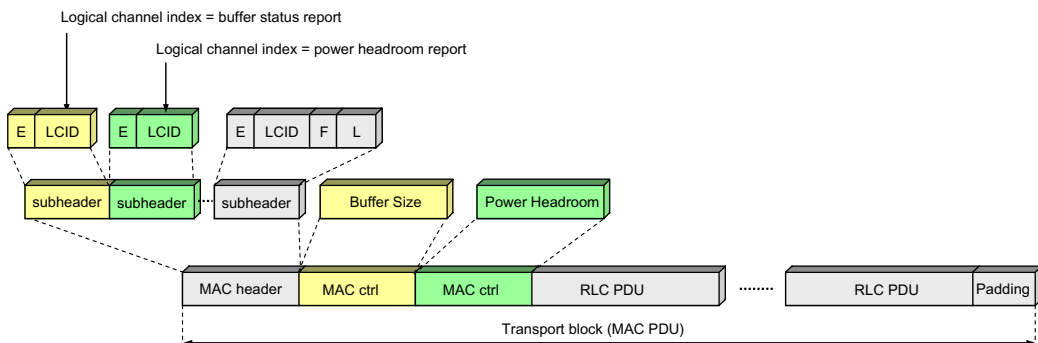 Logical channel index = buffer status report
Logical channel index = power headroom report
E LCID E LCID E LCID F L
subheader subheader subheader Buffer Size Power Headroom
MAC header MAC ctrl MAC ctrl RLC PDU RLC PDU Padding
Transport block (MAC PDU)